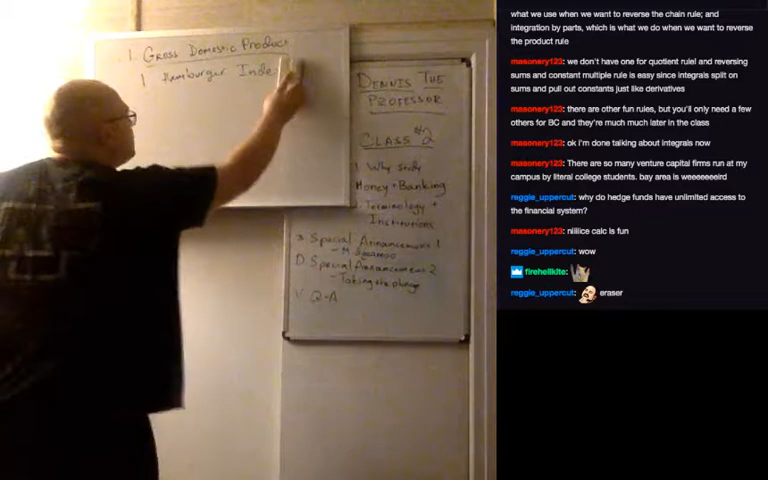 1. Gross Domestic Product
1 Hamburger Inde
DENNIS THE
PROFESSOR
CLASS #2
1 Why Study
Money + Banking
Terminology +
Institutions
Special Announcement 1
Special Announcement 2
- Taking the plunge
V Q-A
what we use when we want to reverse the chain rule; and
integration by parts, which is what we do when we want to reverse
the product rule
masonery123: we don't have one for quotient rulel and reversing
sums and constant multiple rule is easy since integrals split on
sums and pull out constants just like derivatives
masonery123: there are other fun rules, but you'll only need a few
others for BC and they're much much later in the class
masonery123: ok I'm done talking about integrals now
masonery123: There are so many venture capital firms run at my
campus by literal college students. bay area is weeeeeeird
reggie_uppercut: why do hedge funds have unlimited access to
the financial system?
masonery123: niiiice calc is fun
reggie_uppercut: wow
firehellkite:
reggie_uppercut: eraser